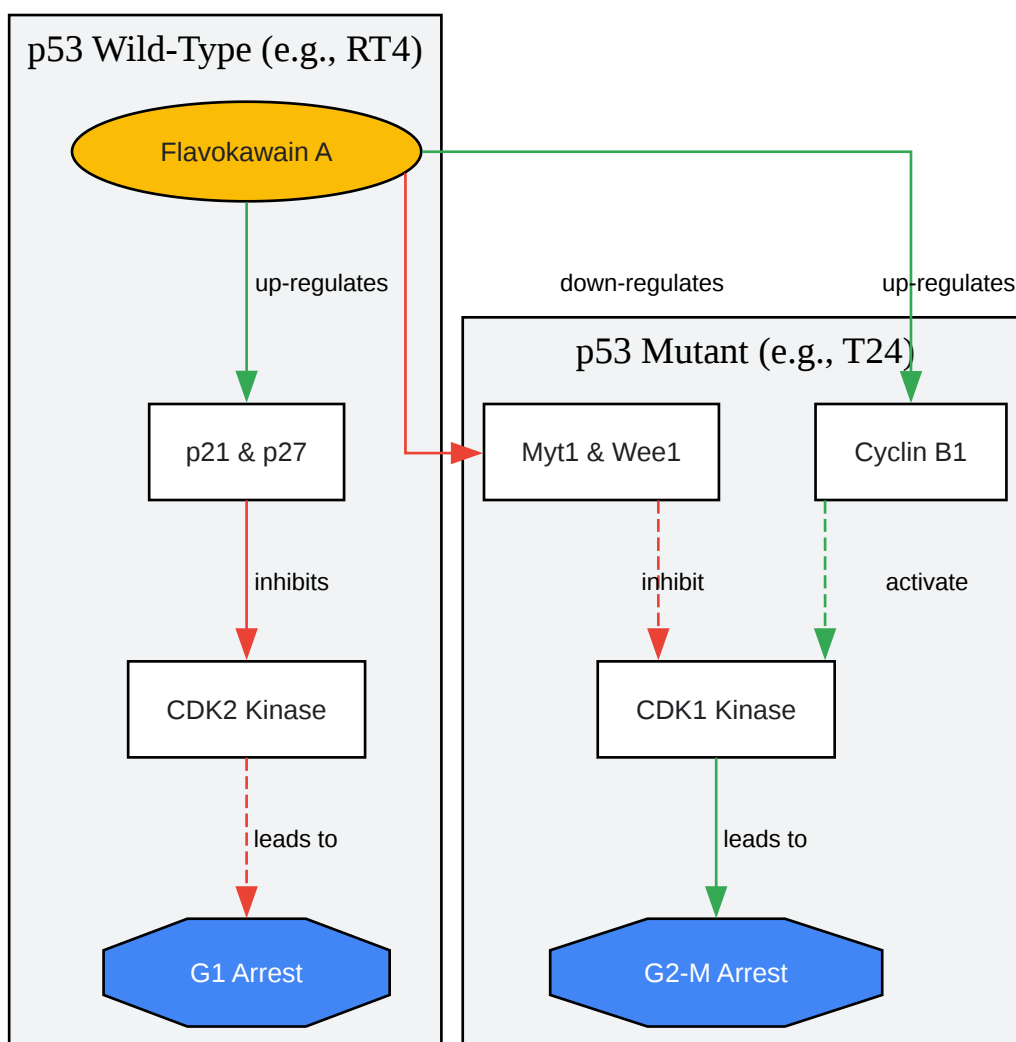 p53 Wild-Type (e.g., RT4)
Flavokawain A
up-regulates
down-regulates
up-regulates
p53 Mutant (e.g., T24)
p21 & p27
Myt1 & Wee1
Cyclin B1
inhibits
inhibit
activate
CDK2 Kinase
CDK1 Kinase
leads to
leads to
G1 Arrest
G2-M Arrest